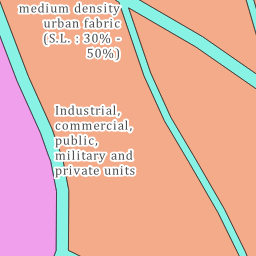 medium density
urban fabric
(S.L. : 30% -
50%)
Industrial,
commercial,
public,
military and
private units